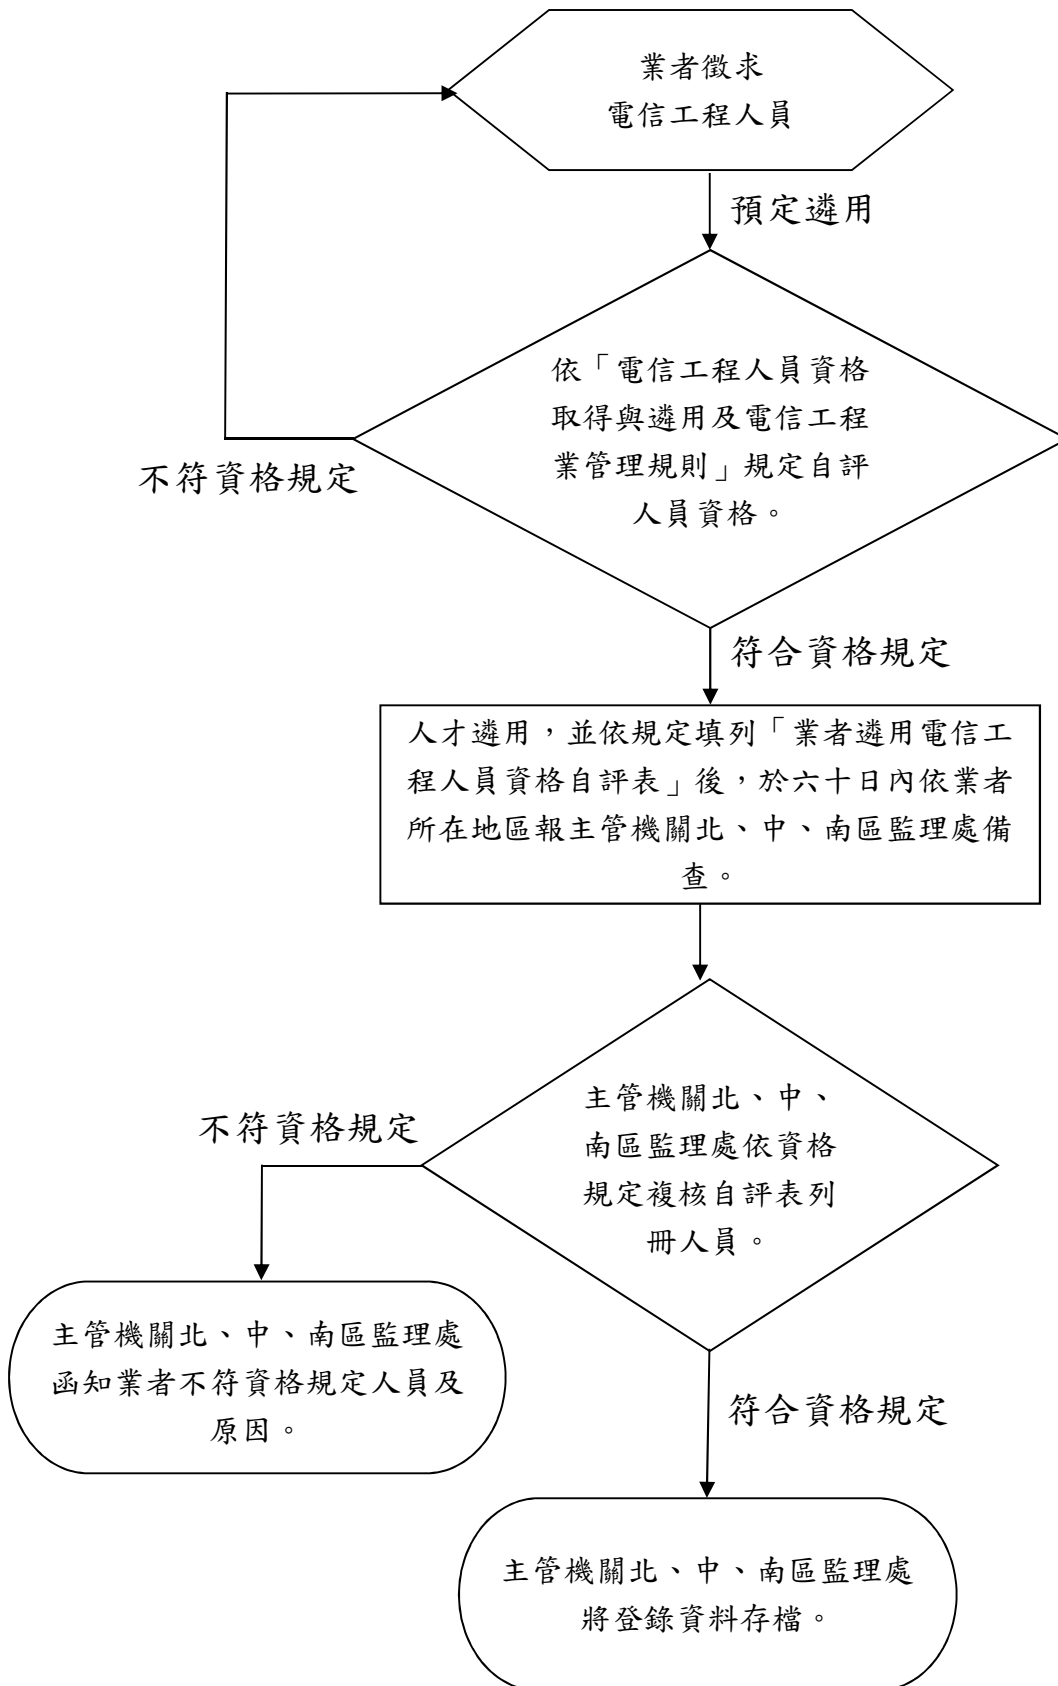 業者徵求
電信工程人員
預定遴用
依「電信工程人員資格
取得與遴用及電信工程
業管理規則」規定自評
人員資格。
不符資格規定
符合資格規定
人才遴用，並依規定填列「業者遴用電信工
程人員資格自評表」後，於六十日內依業者
所在地區報主管機關北、中、南區監理處備
查。
主管機關北、中、
南區監理處依資格
規定複核自評表列
冊人員。
不符資格規定
主管機關北、中、南區監理處
函知業者不符資格規定人員及
原因。
符合資格規定
主管機關北、中、南區監理處
將登錄資料存檔。